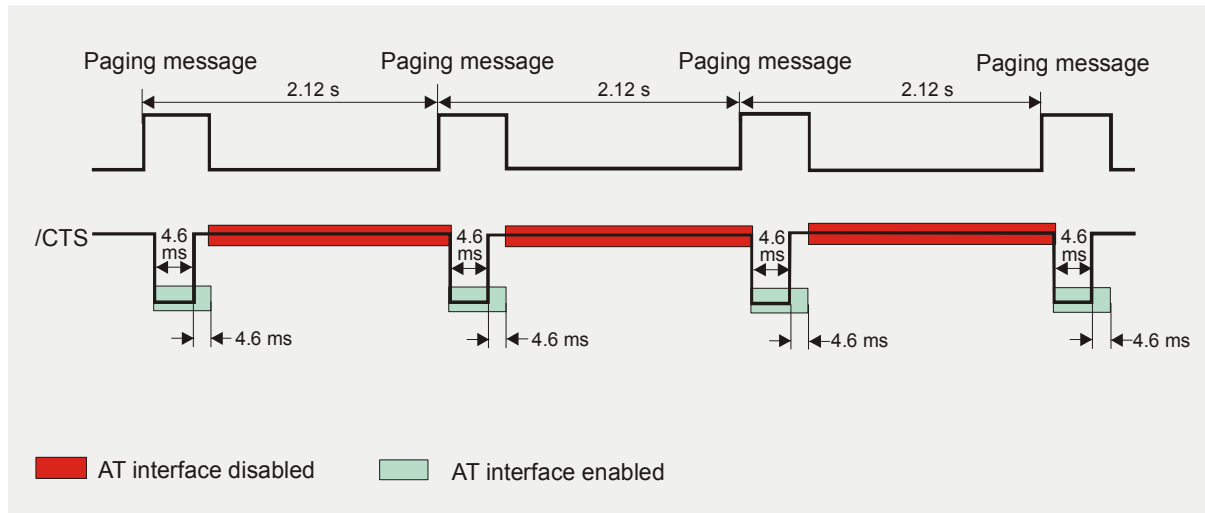 Paging message
Paging message
Paging message
Paging message
2.12 s
2.12 s
2.12 s
/CTS
4.6
ms
4.6
ms
4.6
ms
4.6
ms
4.6 ms
4.6 ms
4.6 ms
4.6 ms
AT interface disabled
AT interface enabled